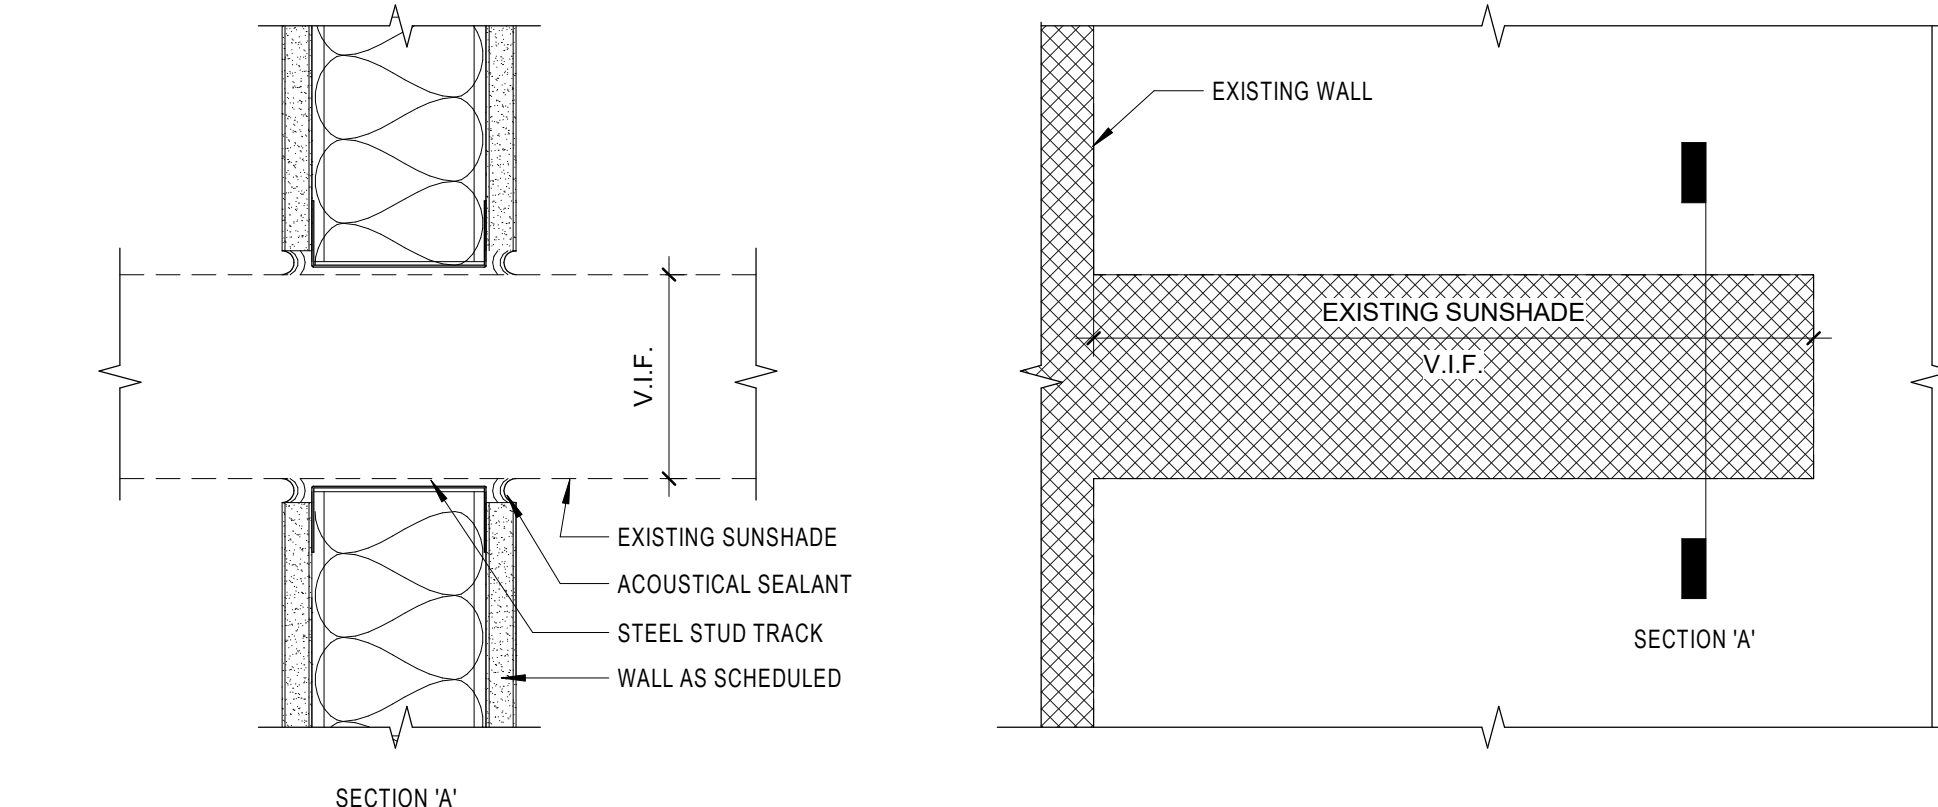 V.I.F.
EXISTING SUNSHADE
ACOUSTICAL SEALANT
STEEL STUD TRACK
WALL AS SCHEDULED
SECTION 'A'
EXISTING WALL
EXISTING SUNSHADE
V.I.F.
SECTION 'A'